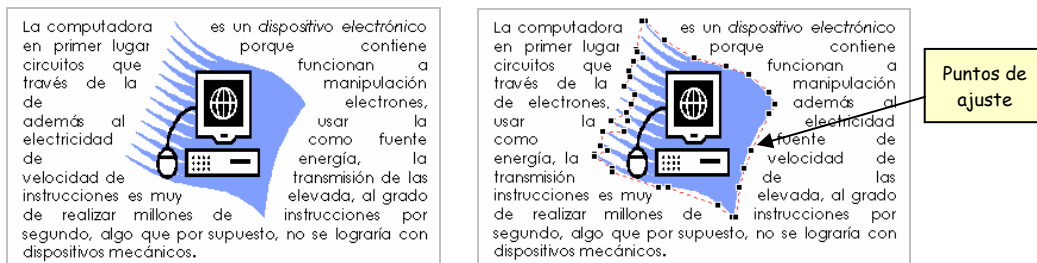 La computadora es un dispositivo electrónico
en primer lugar porque contiene
circuitos que funcionan a
través de la manipulación
de electrones,
además al usar la
electricidad como fuente
de energía, la
velocidad de transmisión de las
instrucciones es muy elevada, al grado
de realizar millones de instrucciones por
segundo, algo que por supuesto, no se lograría con
dispositivos mecánicos.
La computadora es un dispositivo electrónico
en primer lugar porque contiene
circuitos que funcionan a
través de la manipulación
de electrones, además al
usar la electricidad
como fuente de
energía, la velocidad de
transmisión de las
instrucciones es muy elevada, al grado
de realizar millones de instrucciones por
segundo, algo que por supuesto, no se lograría con
dispositivos mecánicos.
Puntos de
ajuste